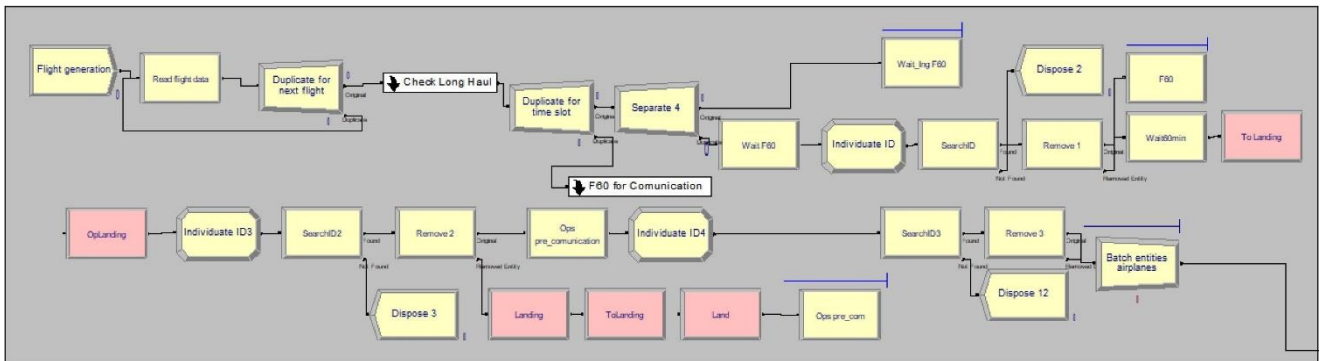 Flight generation
Read flight data
Duplicate for
next flight
Original
Duplicate
Check Long Haul
Duplicate for
time slot
Original
Duplicate
F60 for Comunication
Separate 4
Original
Duplicate
Wait_lng F60
Wait F60
Individuate ID
SearchID
Found
Not Found
Dispose 2
Remove 1
Original
Removed Entity
F60
Wait60min
To Landing
OpLanding
Individuate ID3
SearchID2
Found
Not Found
Dispose 3
Remove 2
Original
Removed Entity
Ops
pre_comunication
Individuate ID4
Landing
ToLanding
Land
Ops pre_com
SearchID3
Found
Not Found
Dispose 12
Remove 3
Original
Removed
Batch entities
airplanes